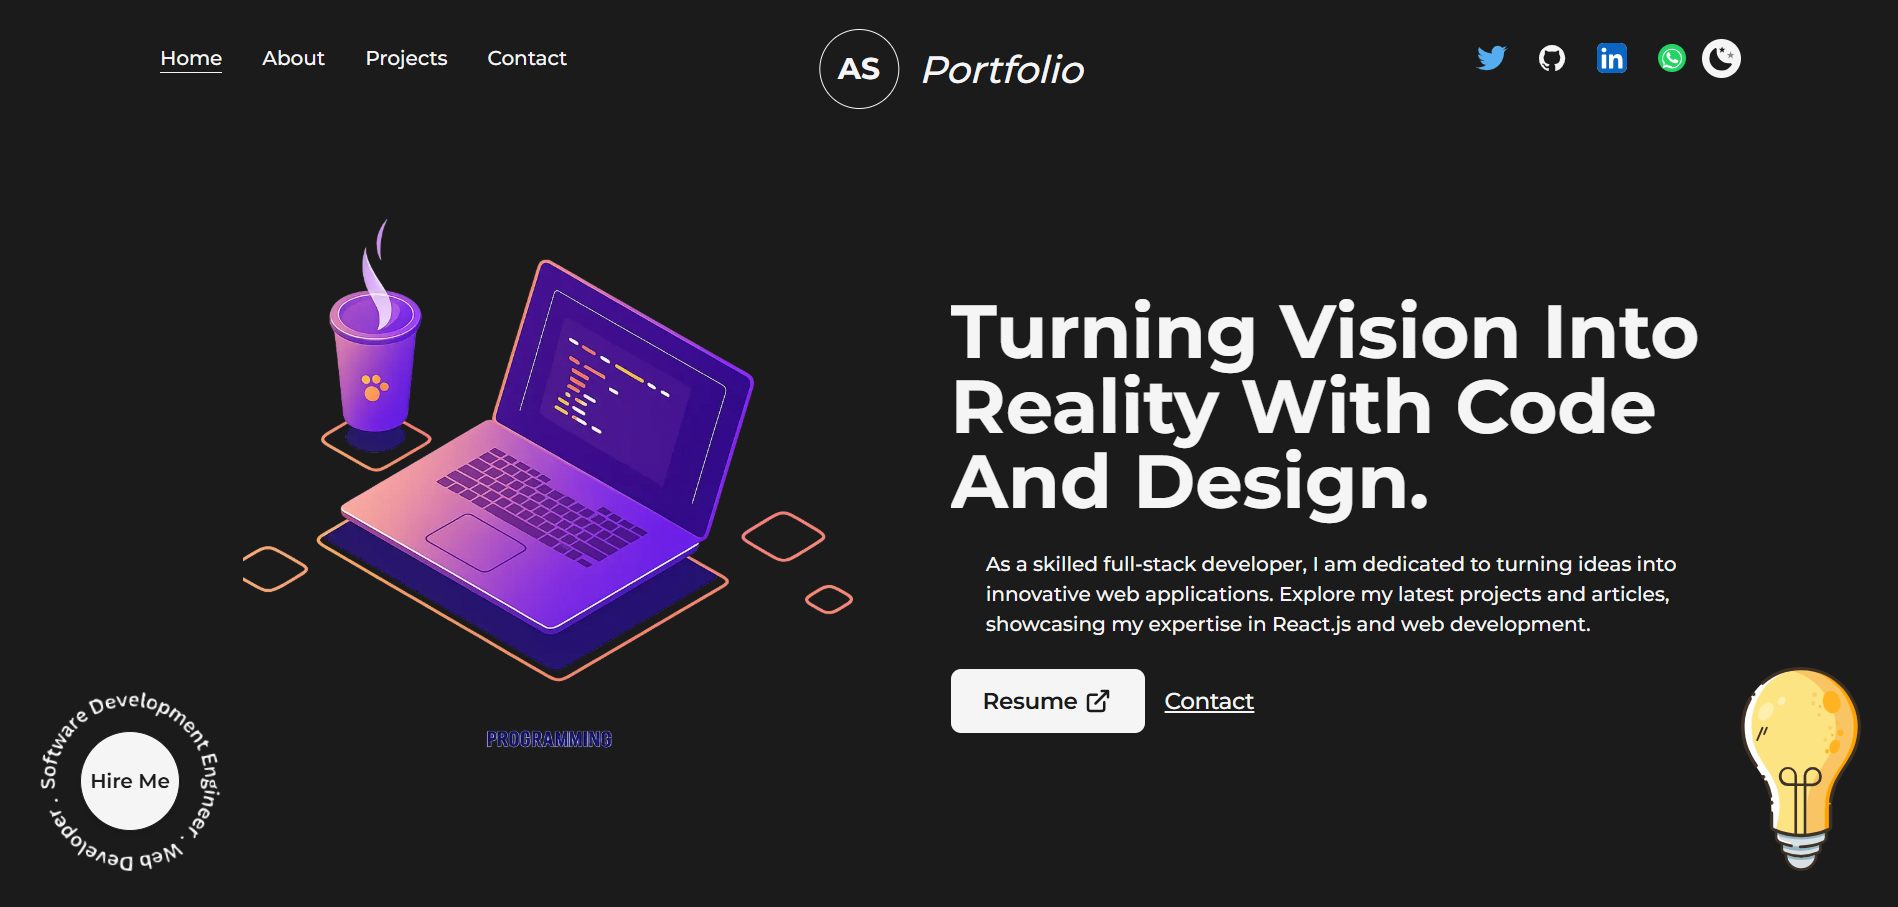 Home About Projects Contact
AS Portfolio
Turning Vision Into
Reality With Code
And Design.
As a skilled full-stack developer, I am dedicated to turning ideas into
innovative web applications. Explore my latest projects and articles,
showcasing my expertise in React.js and web development.
Resume Contact
PROGRAMMING
Software Development Engineer . Web Developer .
Hire Me
in